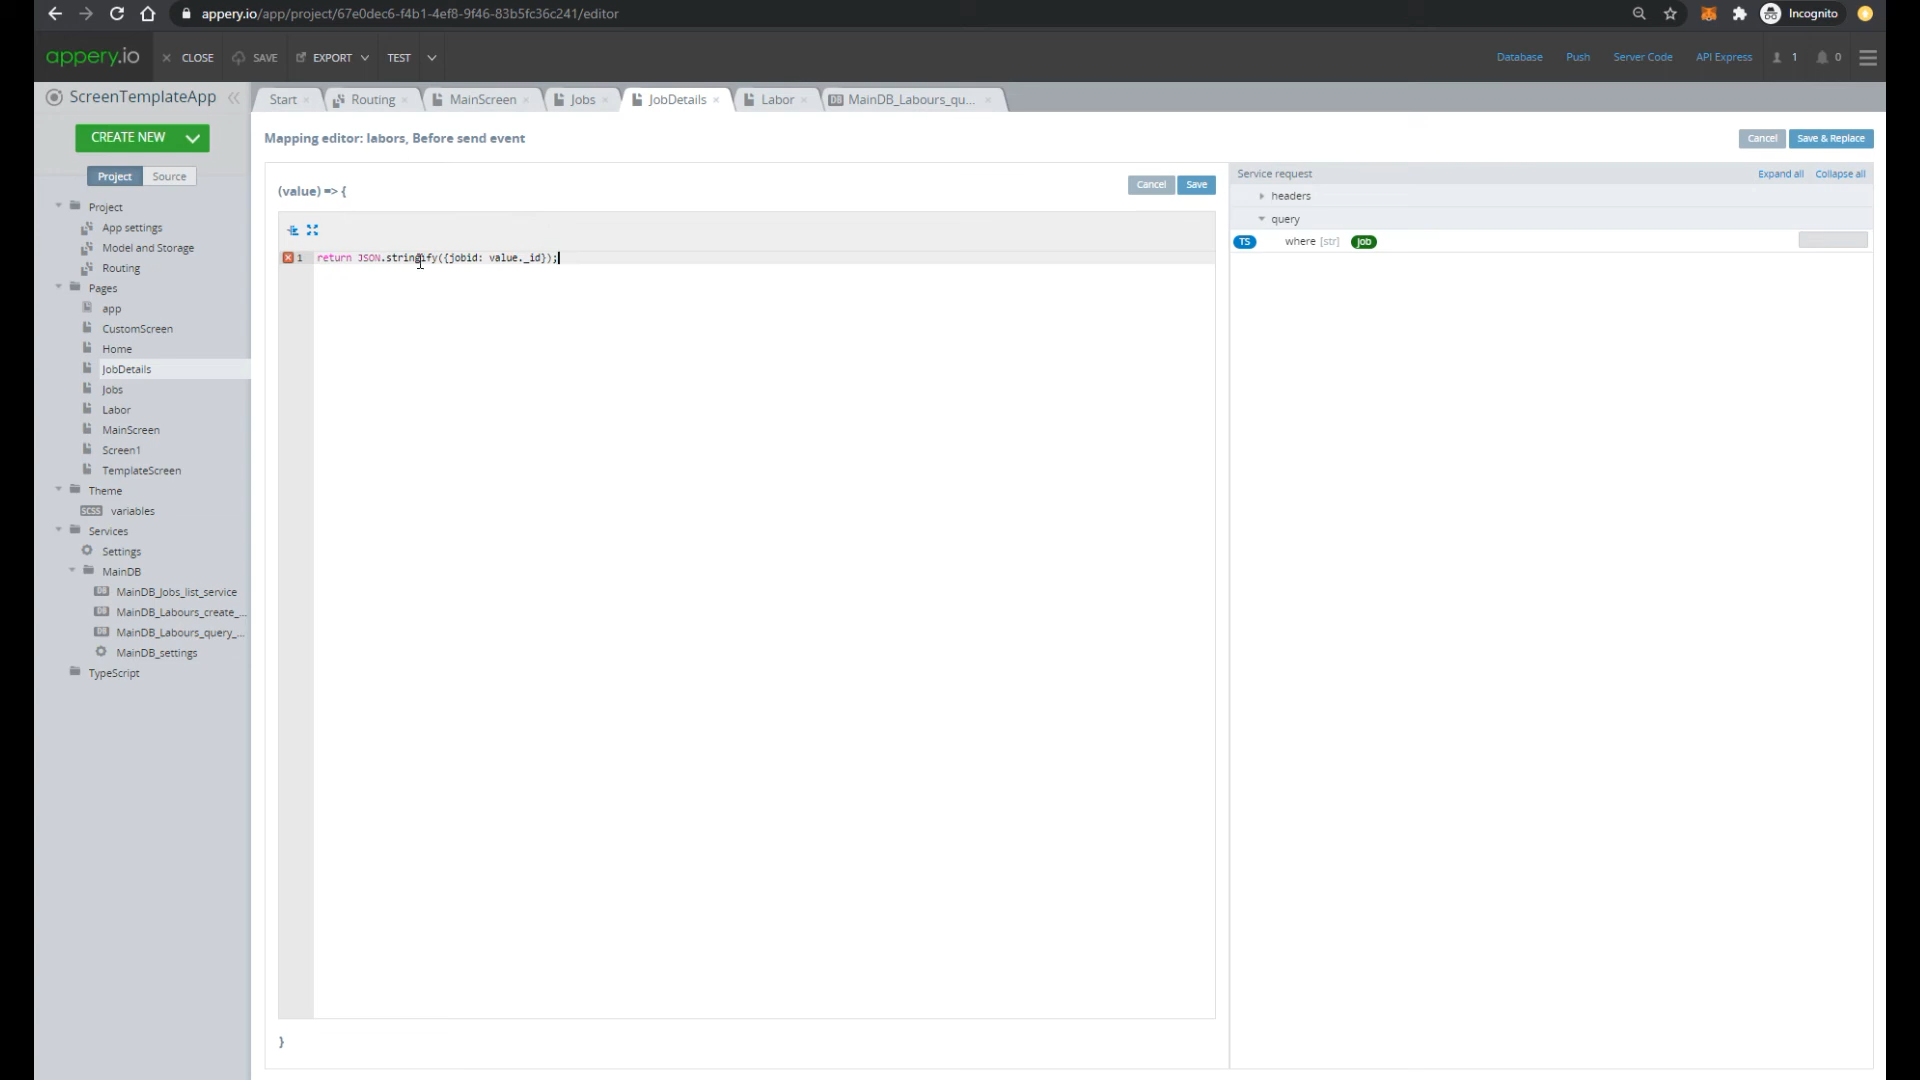 appery.io/app/project/67e0dec6-f4b1-4ef8-9f46-83b5fc36c241/editor
Incognito
appery.io
CLOSE
SAVE
EXPORT
TEST
Database
Push
Server Code
API Express
1
0
ScreenTemplateApp
Start
Routing
MainScreen
Jobs
JobDetails
Labor
DB MainDB_Labours_qu...
CREATE NEW
Mapping editor: labors, Before send event
Cancel
Save & Replace
Project
Source
(value) => {
Cancel
Save
Service request
Expand all
Collapse all
headers
query
TS where [str] job
1 return JSON.stringify({jobid: value._id});
}
Project
App settings
Model and Storage
Routing
Pages
app
CustomScreen
Home
JobDetails
Jobs
Labor
MainScreen
Screen1
TemplateScreen
Theme
SCSS variables
Services
Settings
MainDB
DB MainDB_Jobs_list_service
DB MainDB_Labours_create_...
DB MainDB_Labours_query_...
MainDB_settings
TypeScript